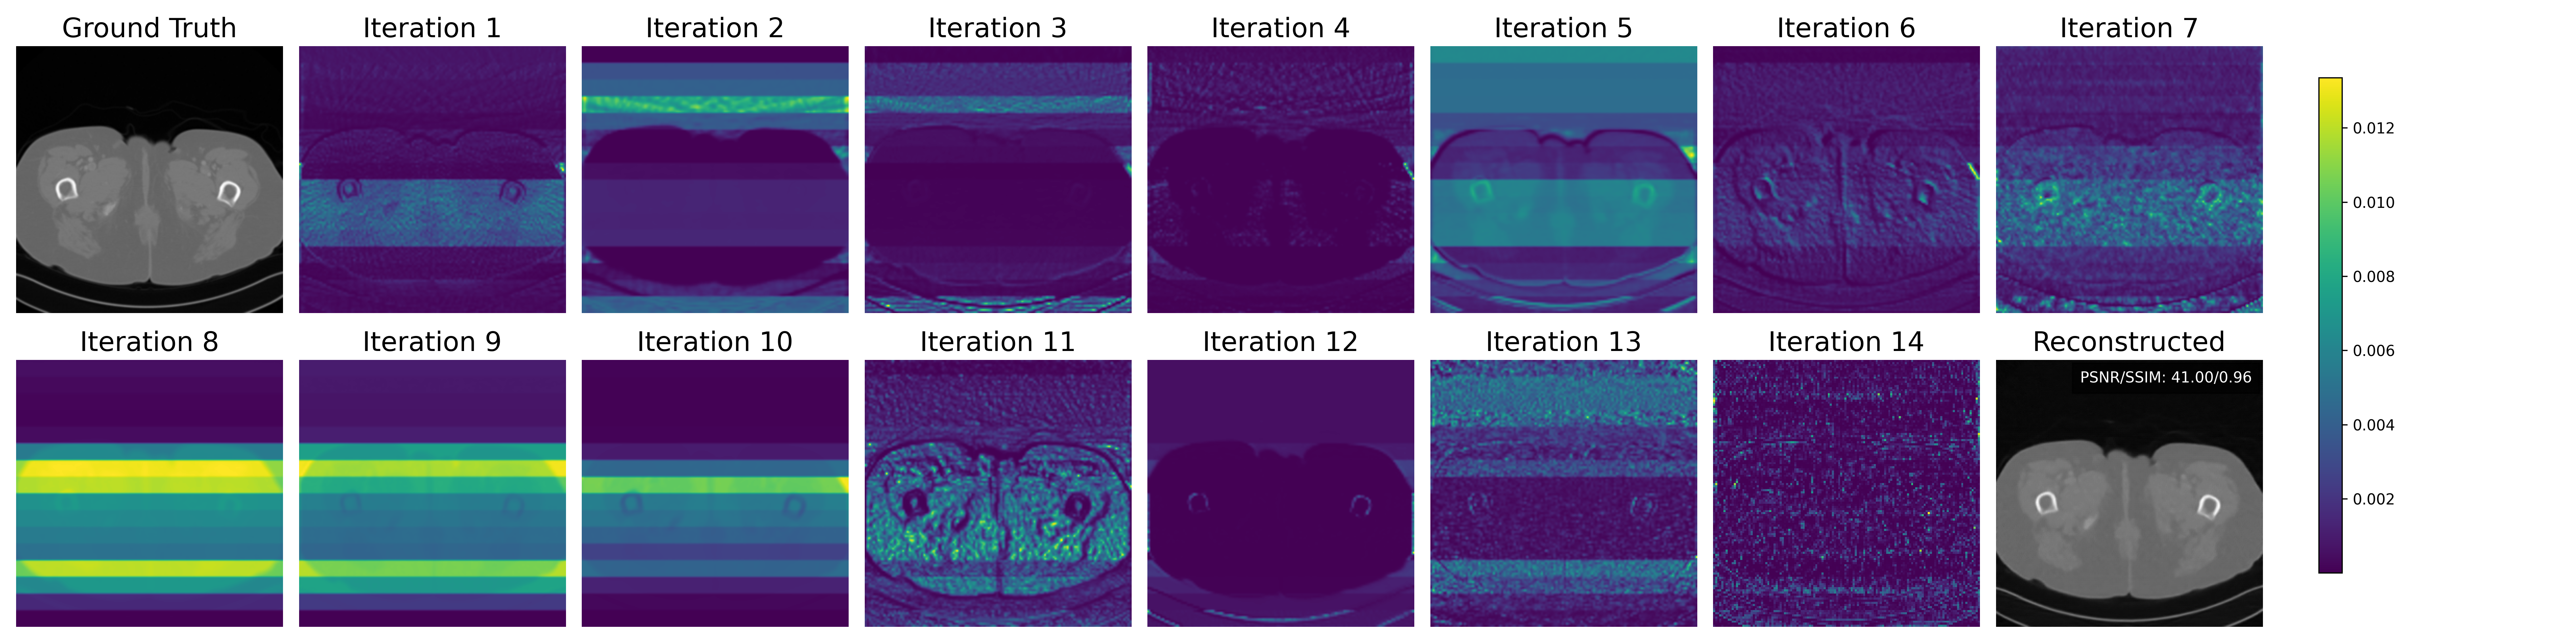 Ground Truth
Iteration 1
Iteration 2
Iteration 3
Iteration 4
Iteration 5
Iteration 6
Iteration 7
Iteration 8
Iteration 9
Iteration 10
Iteration 11
Iteration 12
Iteration 13
Iteration 14
Reconstructed
PSNR/SSIM: 41.00/0.96
0.012
0.010
0.008
0.006
0.004
0.002